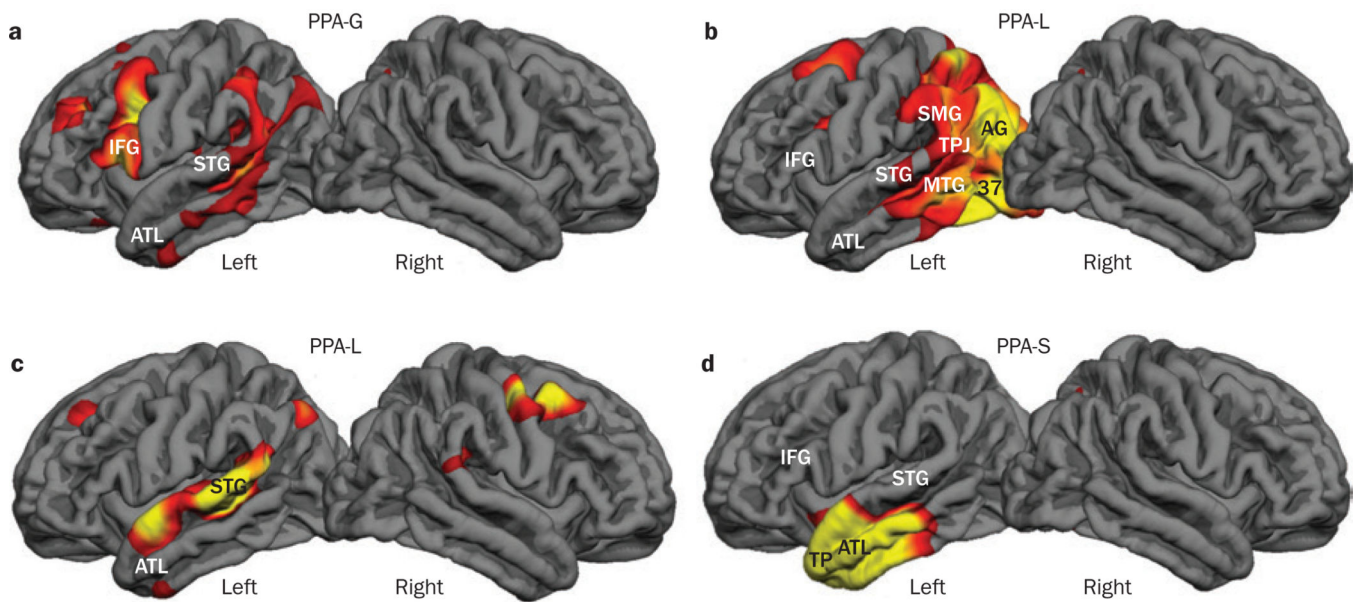 a
PPA-G
IFG
STG
ATL
Left
Right
b
PPA-L
SMG
AG
TPJ
IFG
STG
MTG
37
ATL
Left
Right
c
PPA-L
STG
ATL
Left
Right
d
PPA-S
IFG
STG
TP
ATL
Left
Right